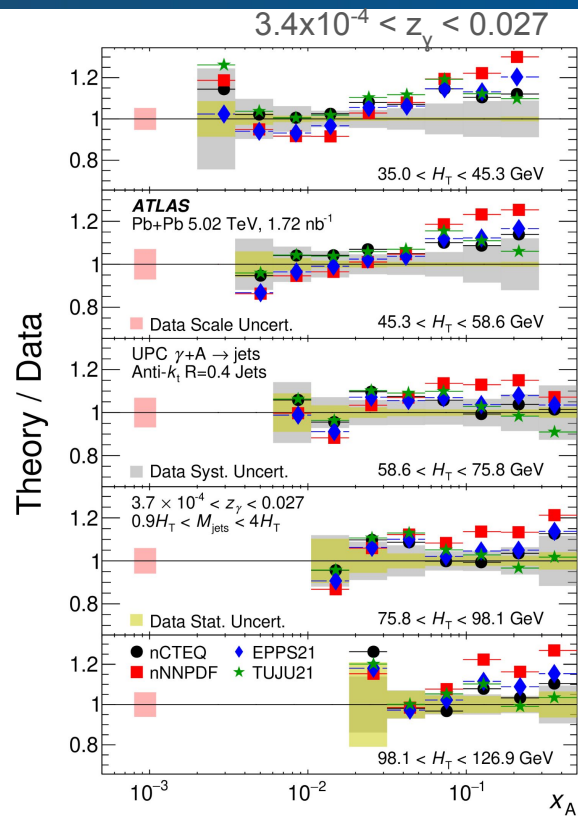 3.4x10⁻⁴ < zᵧ < 0.027
Theory / Data
1.2
1
0.8
35.0 < H_T < 45.3 GeV
ATLAS
Pb+Pb 5.02 TeV, 1.72 nb⁻¹
1.2
1
0.8
Data Scale Uncert.
45.3 < H_T < 58.6 GeV
UPC γ+A → jets
Anti-k_t R=0.4 Jets
1.2
1
0.8
Data Syst. Uncert.
58.6 < H_T < 75.8 GeV
3.7 × 10⁻⁴ < zᵧ < 0.027
0.9H_T < M_jets < 4H_T
1.2
1
0.8
Data Stat. Uncert.
75.8 < H_T < 98.1 GeV
nCTEQ EPPS21
nNNPDF TUJU21
1.2
1
0.8
98.1 < H_T < 126.9 GeV
10⁻³ 10⁻² 10⁻¹
x_A